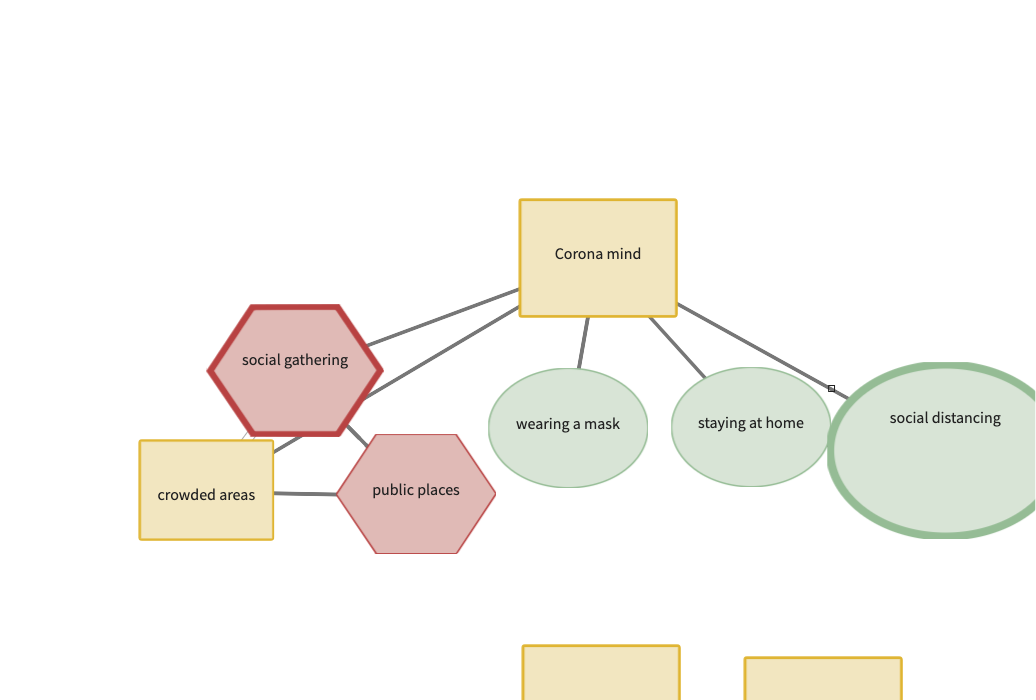 Corona mind
social gathering
wearing a mask
staying at home
social distancing
crowded areas
public places